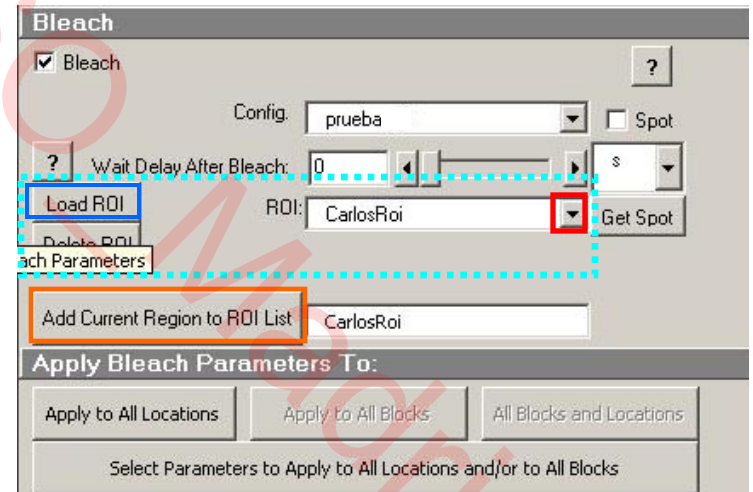 Bleach
Bleach
?
Config.
prueba
Spot
?
Wait Delay After Bleach:
0
s
Load ROI
ROI:
CarlosRoi
Get Spot
Delete ROI
ach Parameters
Add Current Region to ROI List
CarlosRoi
Apply Bleach Parameters To:
Apply to All Locations
Apply to All Blocks
All Blocks and Locations
Select Parameters to Apply to All Locations and/or to All Blocks